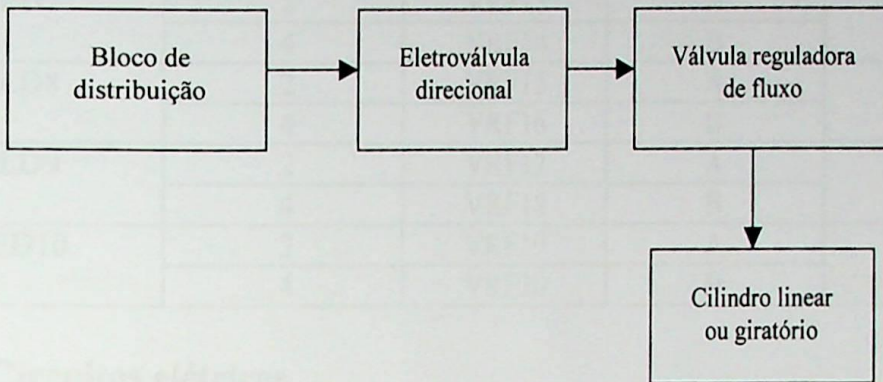 Bloco de
distribuição
Eletroválvula
direcional
Válvula reguladora
de fluxo
Cilindro linear
ou giratório